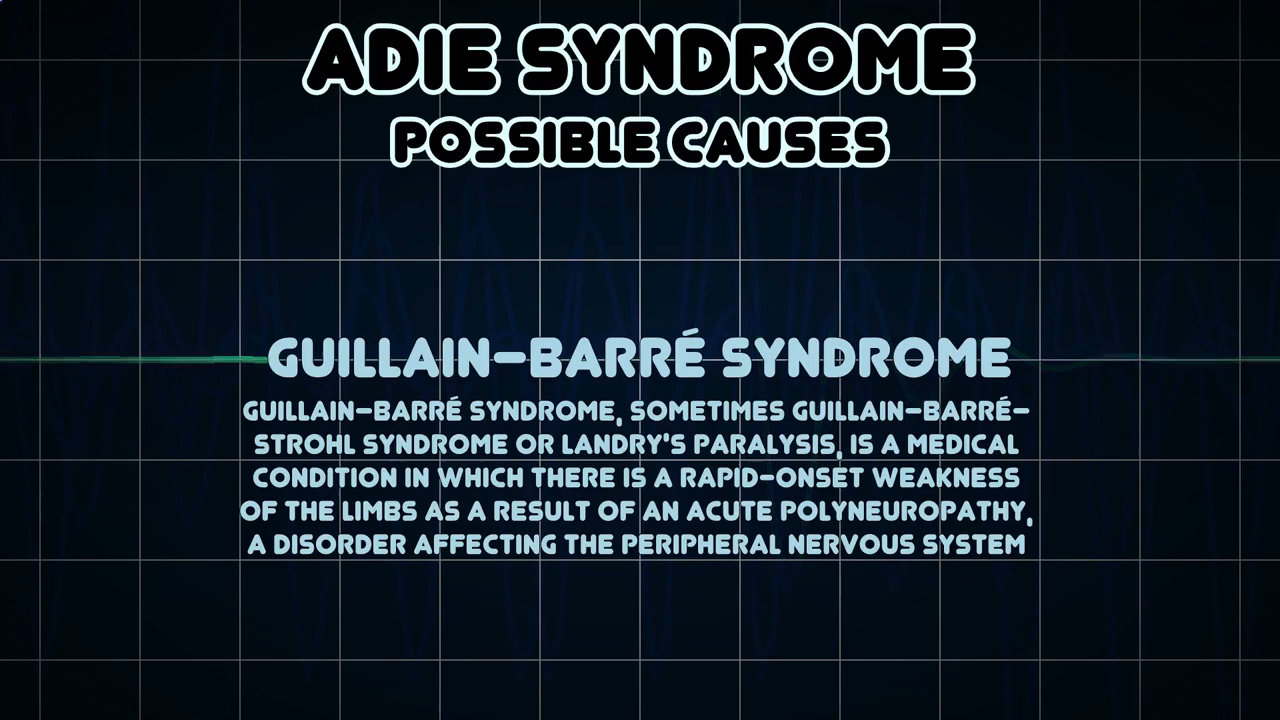 ADIE SYNDROME
POSSIBLE CAUSES
GUILLAIN-BARRÉ SYNDROME
GUILLAIN-BARRÉ SYNDROME, SOMETIMES GUILLAIN-BARRÉ-
STROHL SYNDROME OR LANDRY'S PARALYSIS, IS A MEDICAL
CONDITION IN WHICH THERE IS A RAPID-ONSET WEAKNESS
OF THE LIMBS AS A RESULT OF AN ACUTE POLYNEUROPATHY,
A DISORDER AFFECTING THE PERIPHERAL NERVOUS SYSTEM